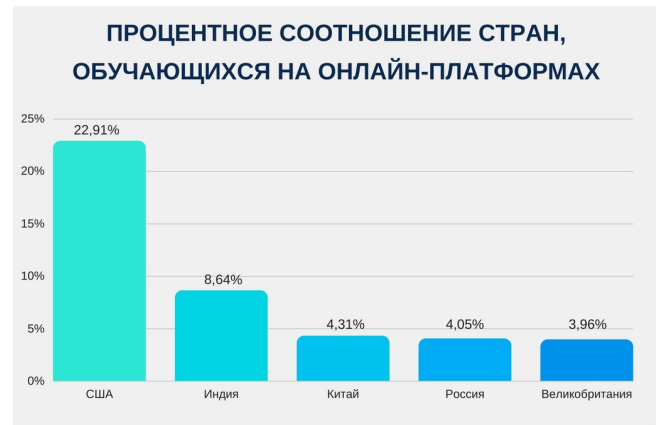 ПРОЦЕНТНОЕ СООТНОШЕНИЕ СТРАН,
ОБУЧАЮЩИХСЯ НА ОНЛАЙН-ПЛАТФОРМАХ
25%
22,91%
20%
15%
10%
8,64%
5%
4,31%
4,05%
3,96%
0%
США
Индия
Китай
Россия
Великобритания